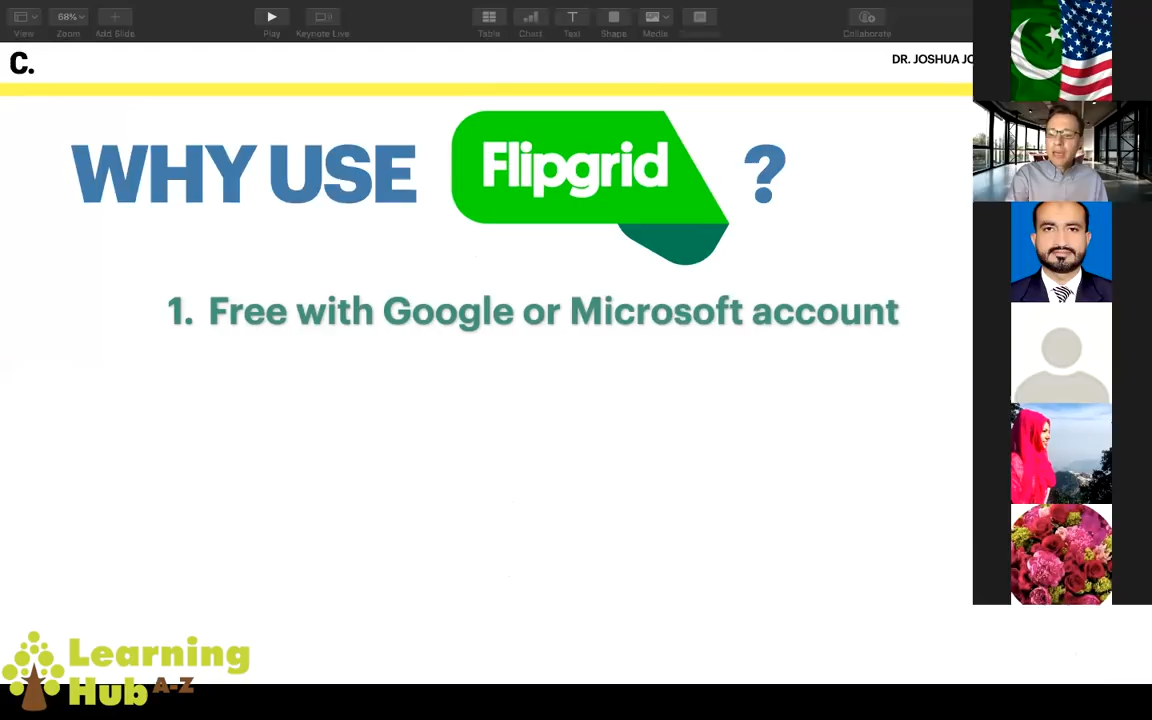 68%
View
Zoom
Add Slide
Play
Keynote Live
Table
Chart
Text
Shape
Media
Collaborate
C.
DR. JOSHUA JO
WHY USE Flipgrid ?
1. Free with Google or Microsoft account
Learning
Hub A-Z